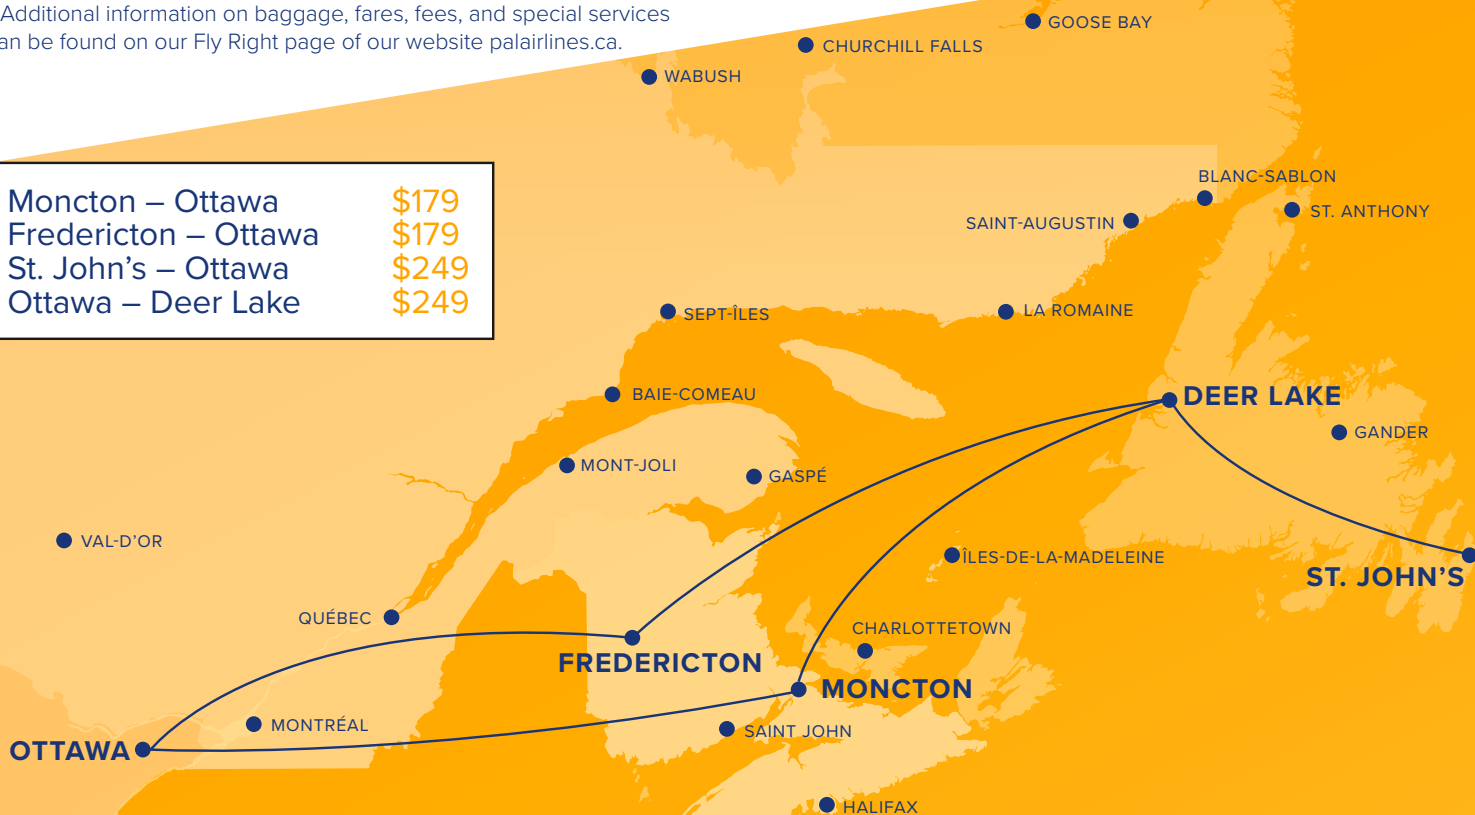 Additional information on baggage, fares, fees, and special services
an be found on our Fly Right page of our website palairlines.ca.
GOOSE BAY
CHURCHILL FALLS
WABUSH
Moncton – Ottawa $179
Fredericton – Ottawa $179
St. John’s – Ottawa $249
Ottawa – Deer Lake $249
BLANC-SABLON
ST. ANTHONY
SAINT-AUGUSTIN
SEPT-ÎLES
LA ROMAINE
BAIE-COMEAU
DEER LAKE
GANDER
MONT-JOLI
GASPÉ
VAL-D’OR
ÎLES-DE-LA-MADELEINE
ST. JOHN’S
QUÉBEC
CHARLOTTETOWN
FREDERICTON
MONCTON
MONTRÉAL
SAINT JOHN
OTTAWA
HALIFAX